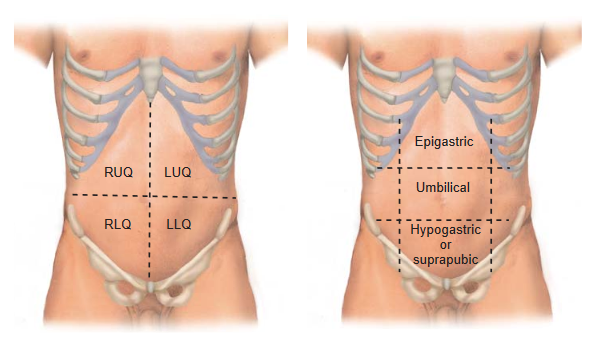 RUQ LUQ
RLQ LLQ
Epigastric
Umbilical
Hypogastric
or
suprapubic